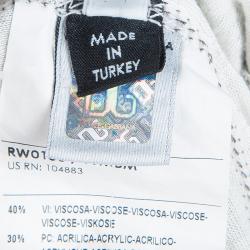 MADE
IN
TURKEY
US RN: 104883
40% VI: VISCOSA-VISCOSE-VISCOSA-VISCOSE-
VISCOSE-VISKOSE
30% PC: ACRILICA-ACRYLIC-ACRILICO-